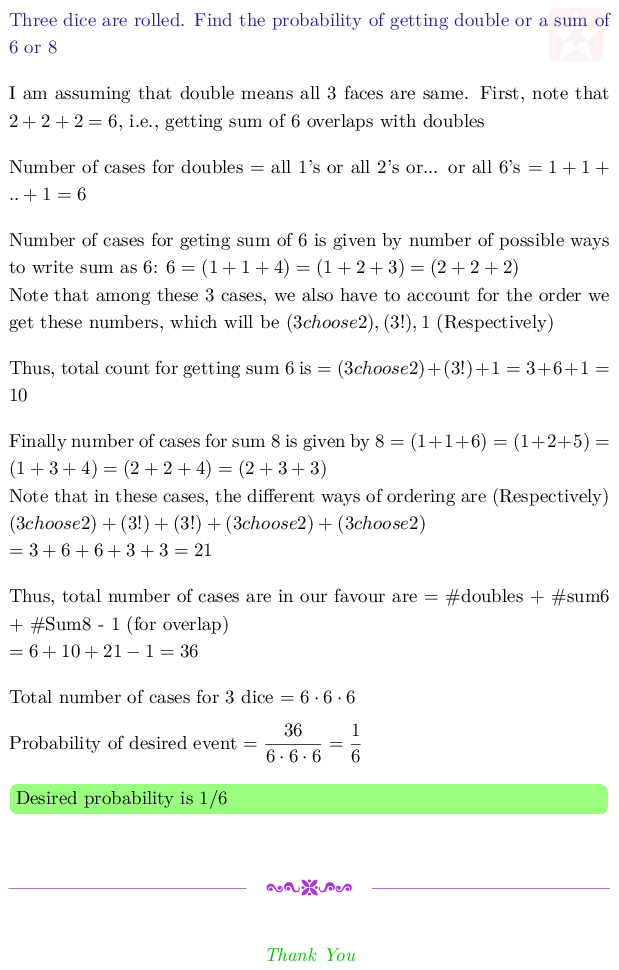 Three dice are rolled. Find the probability of getting double or a sum of
6 or 8
I am assuming that double means all 3 faces are same. First, note that
2 + 2 + 2 = 6, i.e., getting sum of 6 overlaps with doubles
Number of cases for doubles = all 1's or all 2's or... or all 6's = 1 + 1 +
.. + 1 = 6
Number of cases for geting sum of 6 is given by number of possible ways
to write sum as 6: 6 = (1 + 1 + 4) = (1 + 2 + 3) = (2 + 2 + 2)
Note that among these 3 cases, we also have to account for the order we
get these numbers, which will be (3choose2), (3!), 1 (Respectively)
Thus, total count for getting sum 6 is = (3choose2) + (3!) + 1 = 3 + 6 + 1 =
10
Finally number of cases for sum 8 is given by 8 = (1 + 1 + 6) = (1 + 2 + 5) =
(1 + 3 + 4) = (2 + 2 + 4) = (2 + 3 + 3)
Note that in these cases, the different ways of ordering are (Respectively)
(3choose2) + (3!) + (3!) + (3choose2) + (3choose2)
= 3 + 6 + 6 + 3 + 3 = 21
Thus, total number of cases are in our favour are = #doubles + #sum6
+ #Sum8 - 1 (for overlap)
= 6 + 10 + 21 − 1 = 36
Total number of cases for 3 dice = 6 · 6 · 6
Probability of desired event = 36 / (6 · 6 · 6) = 1/6
Desired probability is 1/6
Thank You